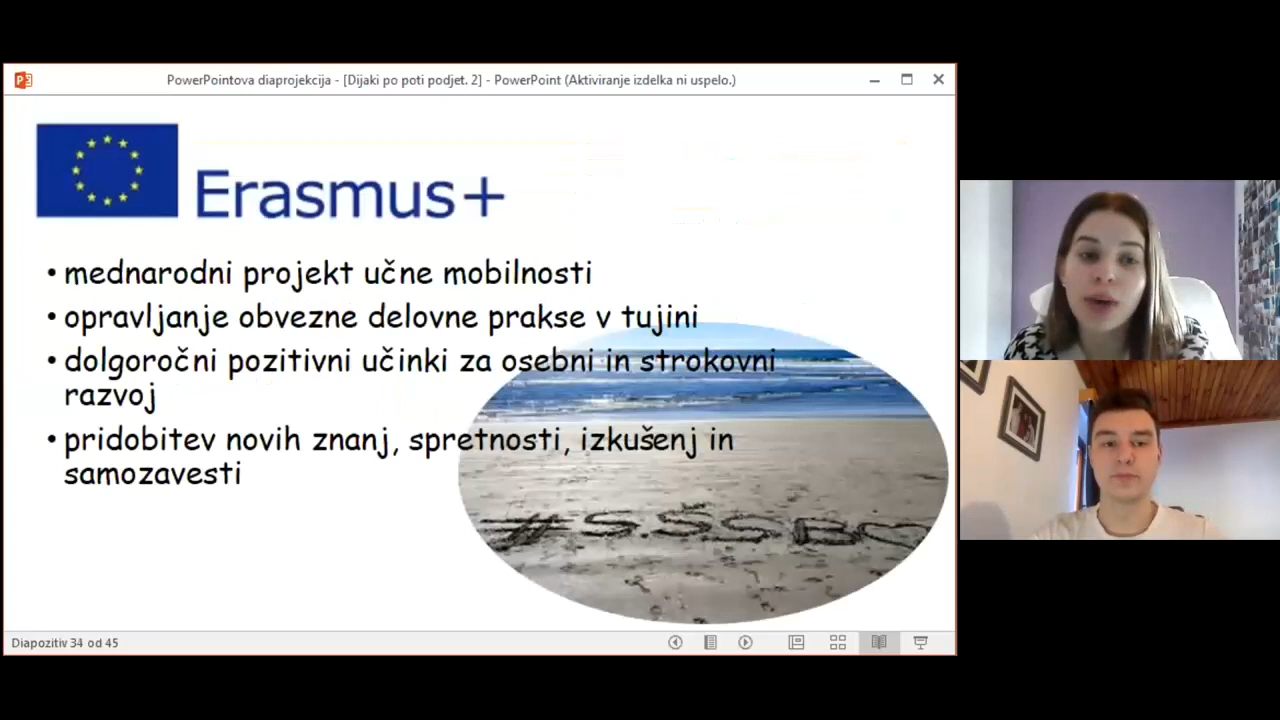 PowerPointova diaprojekcija - [Dijaki po poti podjet. 2] - PowerPoint (Aktiviranje izdelka ni uspelo.)
Erasmus+
• mednarodni projekt učne mobilnosti
• opravljanje obvezne delovne prakse v tujini
• dolgoročni pozitivni učinki za osebni in strokovni
razvoj
• pridobitev novih znanj, spretnosti, izkušenj in
samozavesti
#S.ŠSBO
Diapozitiv 34 od 45